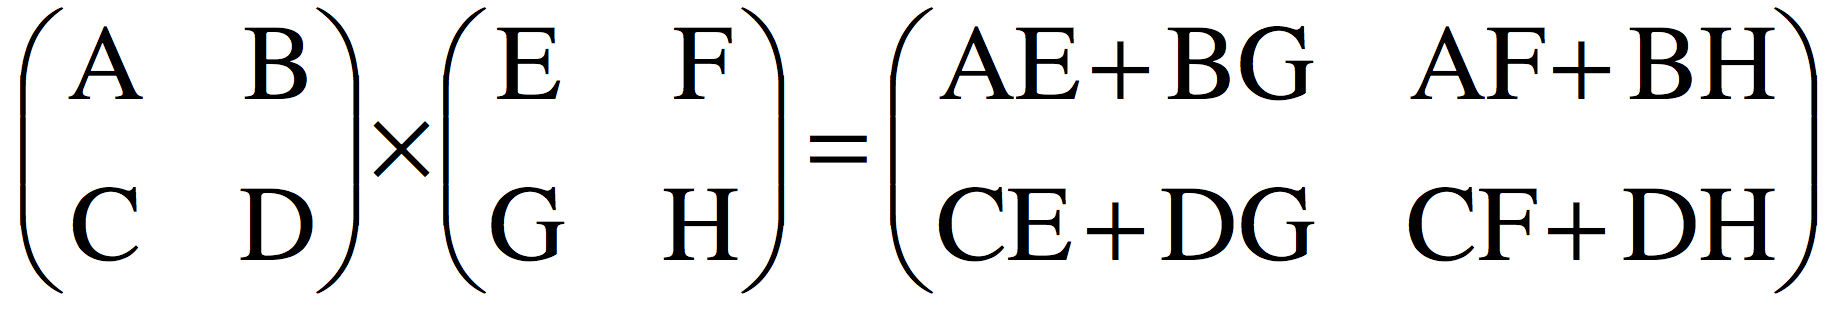 A B E F AE+BG AF+BH
× =
C D G H CE+DG CF+DH